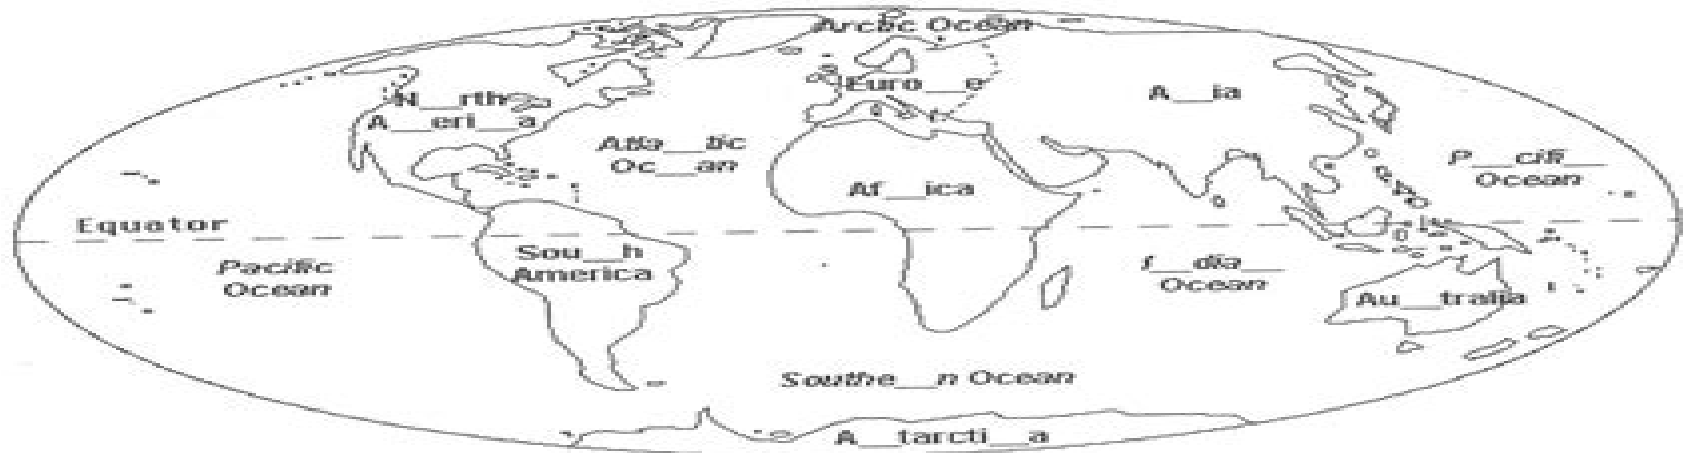 Arctic Ocean
N__rth
A__eri__a
Euro__e
A__ia
Atla__tic
Oc__an
P__cifi__
Ocean
Af__ica
Equator
Pacific
Ocean
Sou__h
America
I__dia__
Ocean
Au__tralia
Southe__n Ocean
A__tarcti__a